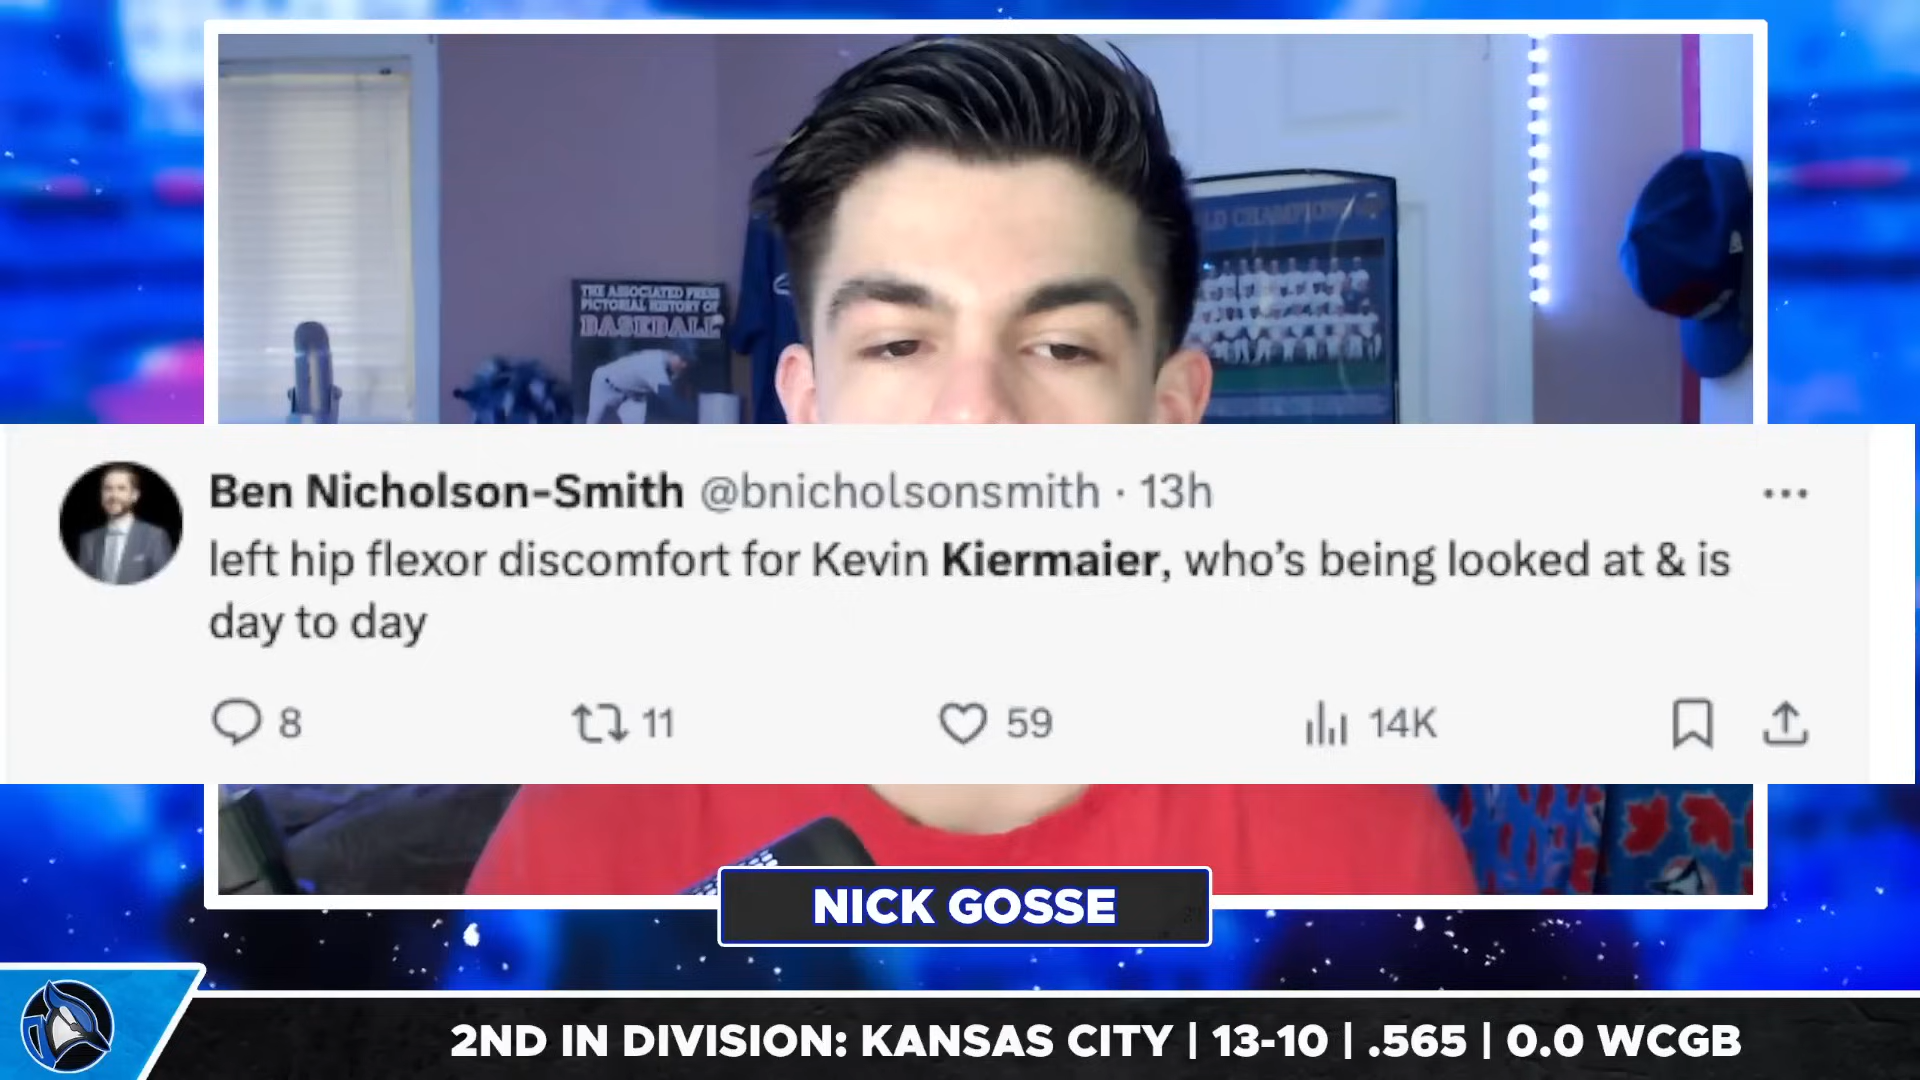 LD CHAMPIONS
THE ASSOCIATED PRESS
PICTORIAL HISTORY OF
BASEBALL
Ben Nicholson-Smith @bnicholsonsmith · 13h
left hip flexor discomfort for Kevin Kiermaier, who's being looked at & is
day to day
8 11 59 14K
NICK GOSSE
2ND IN DIVISION: KANSAS CITY | 13-10 | .565 | 0.0 WCGB